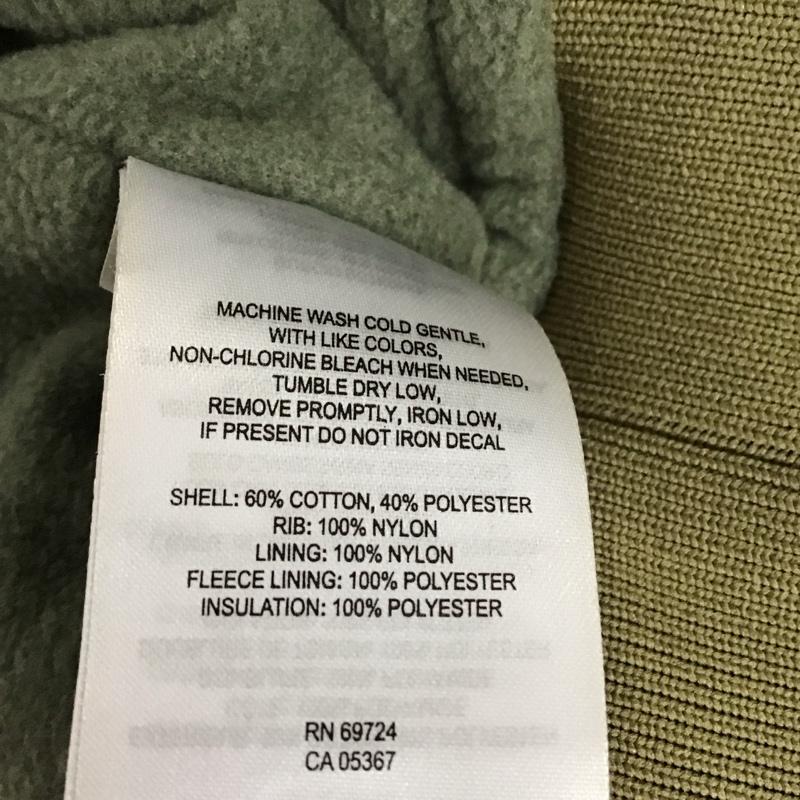 MACHINE WASH COLD GENTLE,
WITH LIKE COLORS,
NON-CHLORINE BLEACH WHEN NEEDED,
TUMBLE DRY LOW,
REMOVE PROMPTLY, IRON LOW,
IF PRESENT DO NOT IRON DECAL
SHELL: 60% COTTON, 40% POLYESTER
RIB: 100% NYLON
LINING: 100% NYLON
FLEECE LINING: 100% POLYESTER
INSULATION: 100% POLYESTER
RN 69724
CA 05367